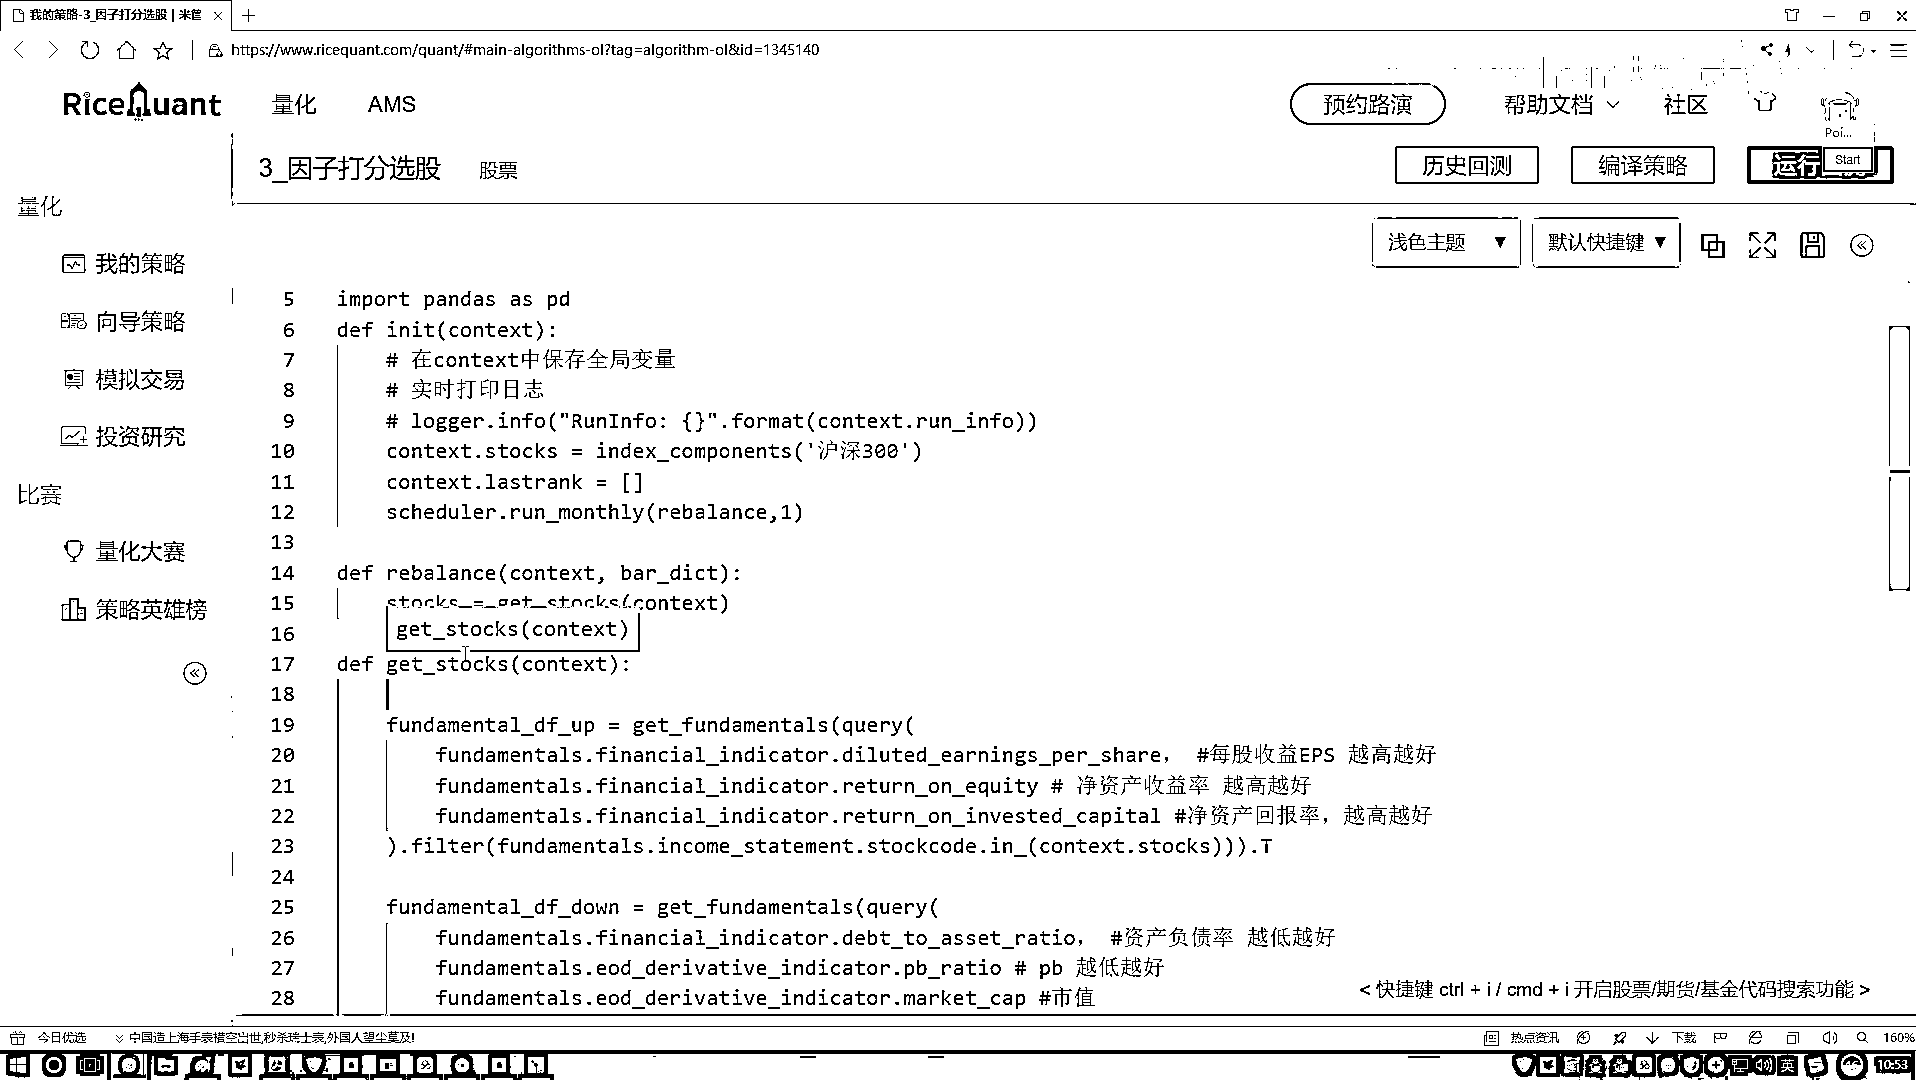 我的策略-3_因子打分选股 | 米筐
https://www.ricequant.com/quant/#main-algorithms-ol?tag=algorithm-ol&id=1345140
RiceQuant 量化 AMS 预约路演 帮助文档 社区
Poi...
3_因子打分选股 股票 历史回测 编译策略 运行 Start
量化
我的策略
向导策略
模拟交易
投资研究
比赛
量化大赛
策略英雄榜
浅色主题 ▼ 默认快捷键 ▼
5 import pandas as pd
6 def init(context):
7 # 在context中保存全局变量
8 # 实时打印日志
9 # logger.info("RunInfo: {}".format(context.run_info))
10 context.stocks = index_components('沪深300')
11 context.lastrank = []
12 scheduler.run_monthly(rebalance,1)
13
14 def rebalance(context, bar_dict):
15 stocks = get_stocks(context)
get_stocks(context)
16
17 def get_stocks(context):
18
19 fundamental_df_up = get_fundamentals(query(
20 fundamentals.financial_indicator.diluted_earnings_per_share， #每股收益EPS 越高越好
21 fundamentals.financial_indicator.return_on_equity # 净资产收益率 越高越好
22 fundamentals.financial_indicator.return_on_invested_capital #净资产回报率，越高越好
23 ).filter(fundamentals.income_statement.stockcode.in_(context.stocks))).T
24
25 fundamental_df_down = get_fundamentals(query(
26 fundamentals.financial_indicator.debt_to_asset_ratio， #资产负债率 越低越好
27 fundamentals.eod_derivative_indicator.pb_ratio # pb 越低越好
28 fundamentals.eod_derivative_indicator.market_cap #市值
< 快捷键 ctrl + i / cmd + i 开启股票/期货/基金代码搜索功能 >
今日优选 中国造上海手表横空出世,秒杀瑞士表,外国人望尘莫及! 热点资讯 下载 160%
英 10:53